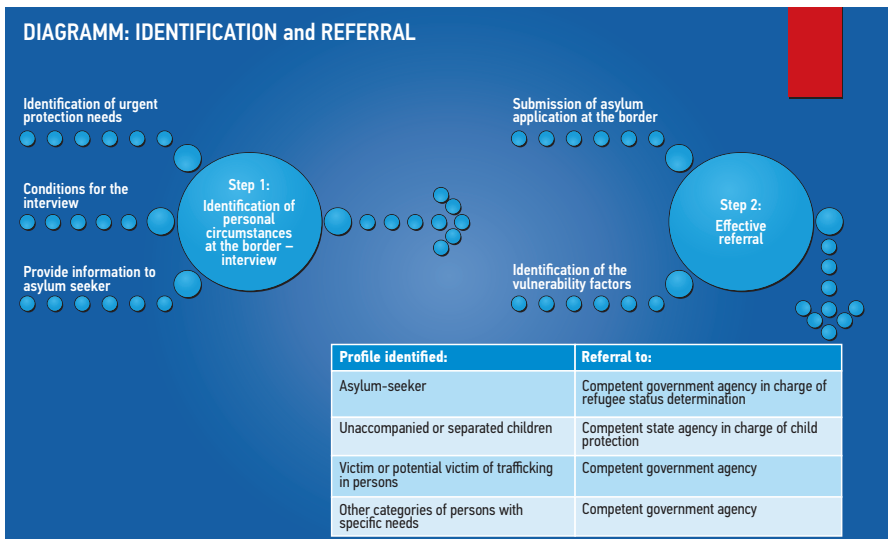 DIAGRAMM: IDENTIFICATION and REFERRAL
Identification of urgent
protection needs
Conditions for the
interview
Provide information to
asylum seeker
Step 1:
Identification of
personal
circumstances
at the border –
interview
Submission of asylum
application at the border
Identification of the
vulnerability factors
Step 2:
Effective
referral
Profile identified:
Referral to:
Asylum-seeker
Competent government agency in charge of
refugee status determination
Unaccompanied or separated children
Competent state agency in charge of child
protection
Victim or potential victim of trafficking
in persons
Competent government agency
Other categories of persons with
specific needs
Competent government agency